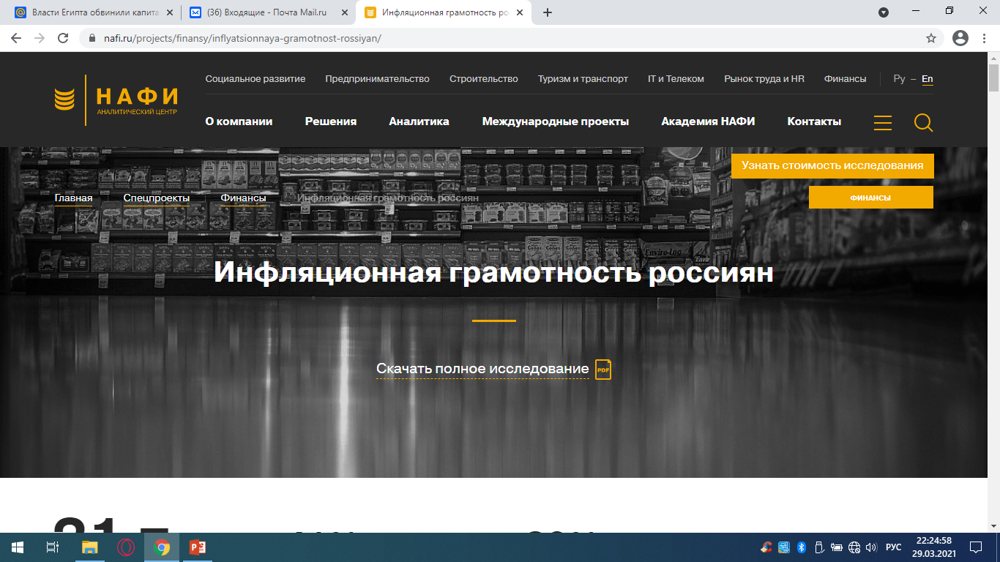 Власти Египта обвинили капита
(36) Входящие - Почта Mail.ru
Инфляционная грамотность ро
nafi.ru/projects/finansy/inflyatsionnaya-gramotnost-rossiyan/
НАФИ
АНАЛИТИЧЕСКИЙ ЦЕНТР
Социальное развитие Предпринимательство Строительство Туризм и транспорт IT и Телеком Рынок труда и HR Финансы Ру – En
О компании Решения Аналитика Международные проекты Академия НАФИ Контакты
Узнать стоимость исследования
Главная Спецпроекты Финансы Инфляционная грамотность россиян
ФИНАНСЫ
Инфляционная грамотность россиян
Скачать полное исследование PDF
РУС
22:24:58
29.03.2021